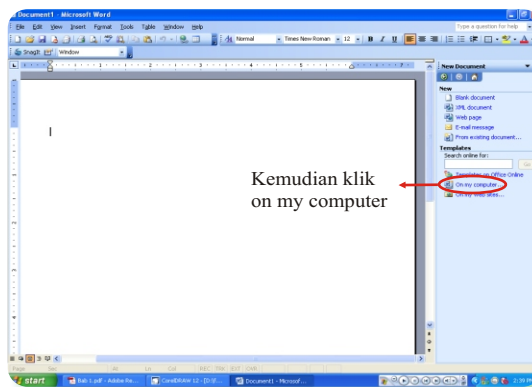 Document1 - Microsoft Word
File Edit View Insert Format Tools Table Window Help
Type a question for help
Normal Times New Roman 12 B I U
SnagIt Window
New Document
New
Blank document
XML document
Web page
E-mail message
From existing document...
Templates
Search online for:
Go
Templates on Office Online
On my computer...
On my Web sites...
Kemudian klik
on my computer
Page Sec At Ln Col REC TRK EXT OVR
start Bab 1.pdf - Adobe Re... CorelDRAW 12 - [D:\... Document1 - Microsof...